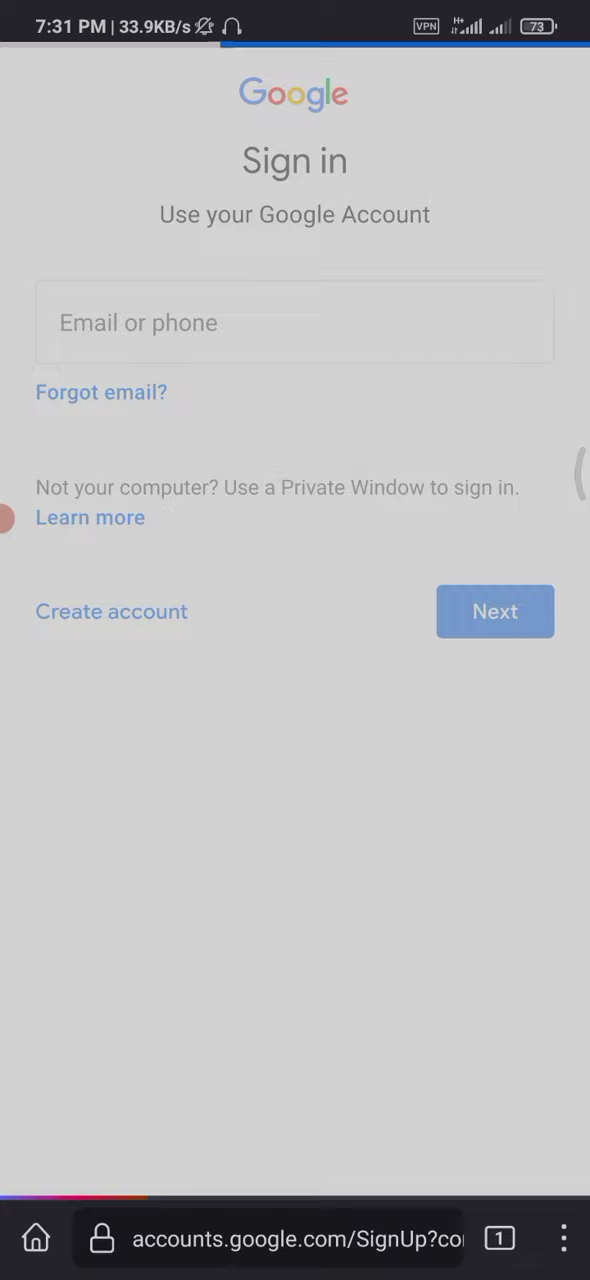 7:31 PM | 33.9KB/s VPN H+ 73
Google
Sign in
Use your Google Account
Email or phone
Forgot email?
Not your computer? Use a Private Window to sign in.
Learn more
Create account Next
accounts.google.com/SignUp?co 1